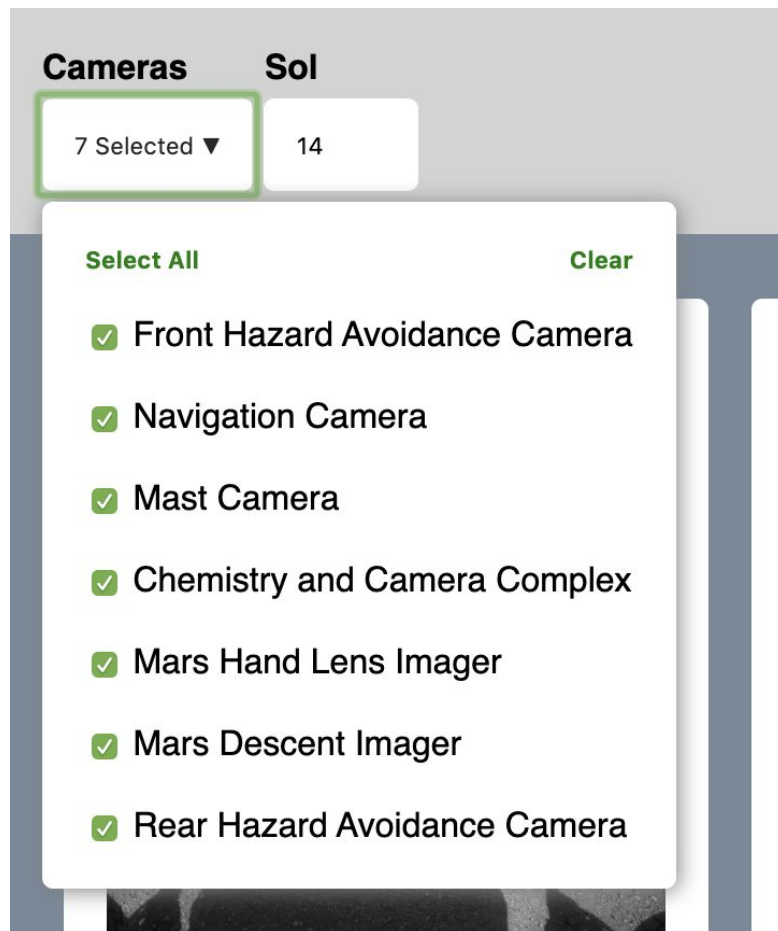 Cameras Sol
7 Selected ▼ 14
Select All Clear
Front Hazard Avoidance Camera
Navigation Camera
Mast Camera
Chemistry and Camera Complex
Mars Hand Lens Imager
Mars Descent Imager
Rear Hazard Avoidance Camera